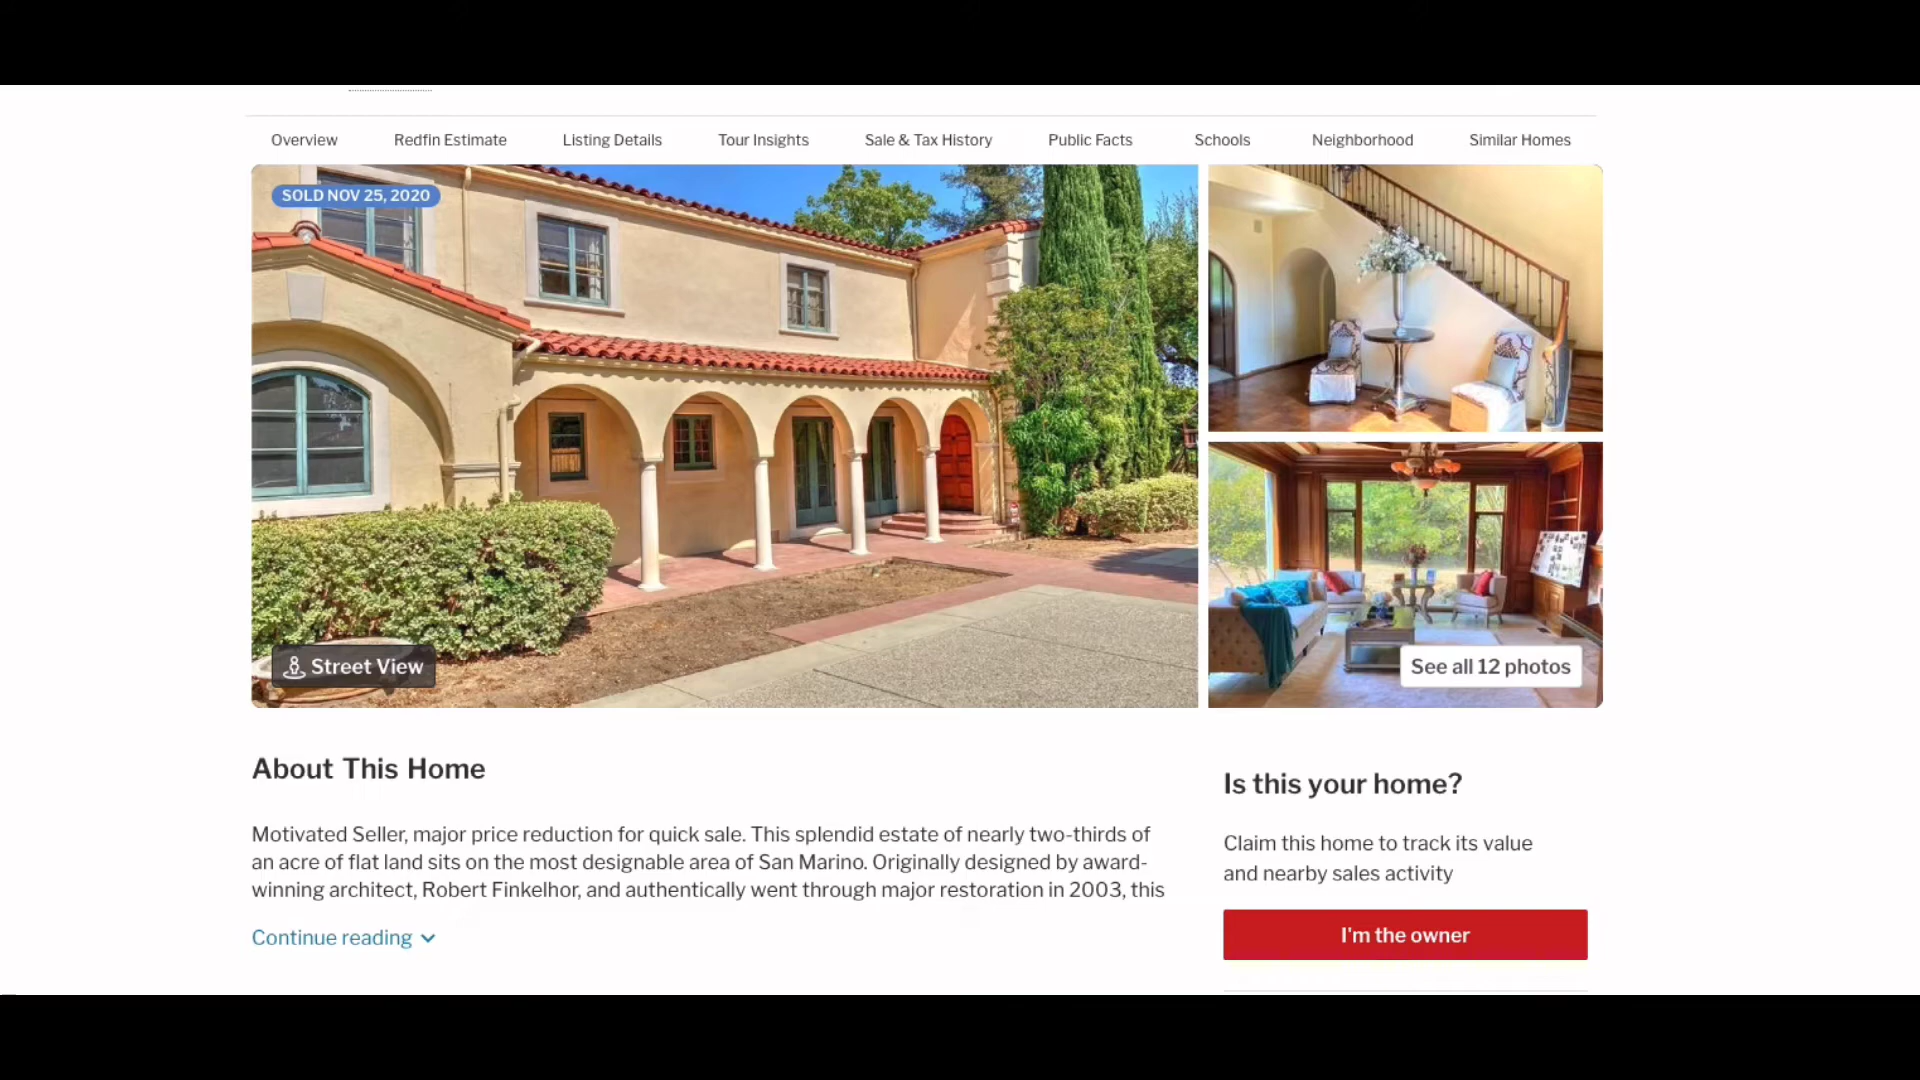 Overview
Redfin Estimate
Listing Details
Tour Insights
Sale & Tax History
Public Facts
Schools
Neighborhood
Similar Homes
SOLD NOV 25, 2020
Street View
See all 12 photos
About This Home
Motivated Seller, major price reduction for quick sale. This splendid estate of nearly two-thirds of
an acre of flat land sits on the most designable area of San Marino. Originally designed by award-
winning architect, Robert Finkelhor, and authentically went through major restoration in 2003, this
Continue reading
Is this your home?
Claim this home to track its value
and nearby sales activity
I'm the owner